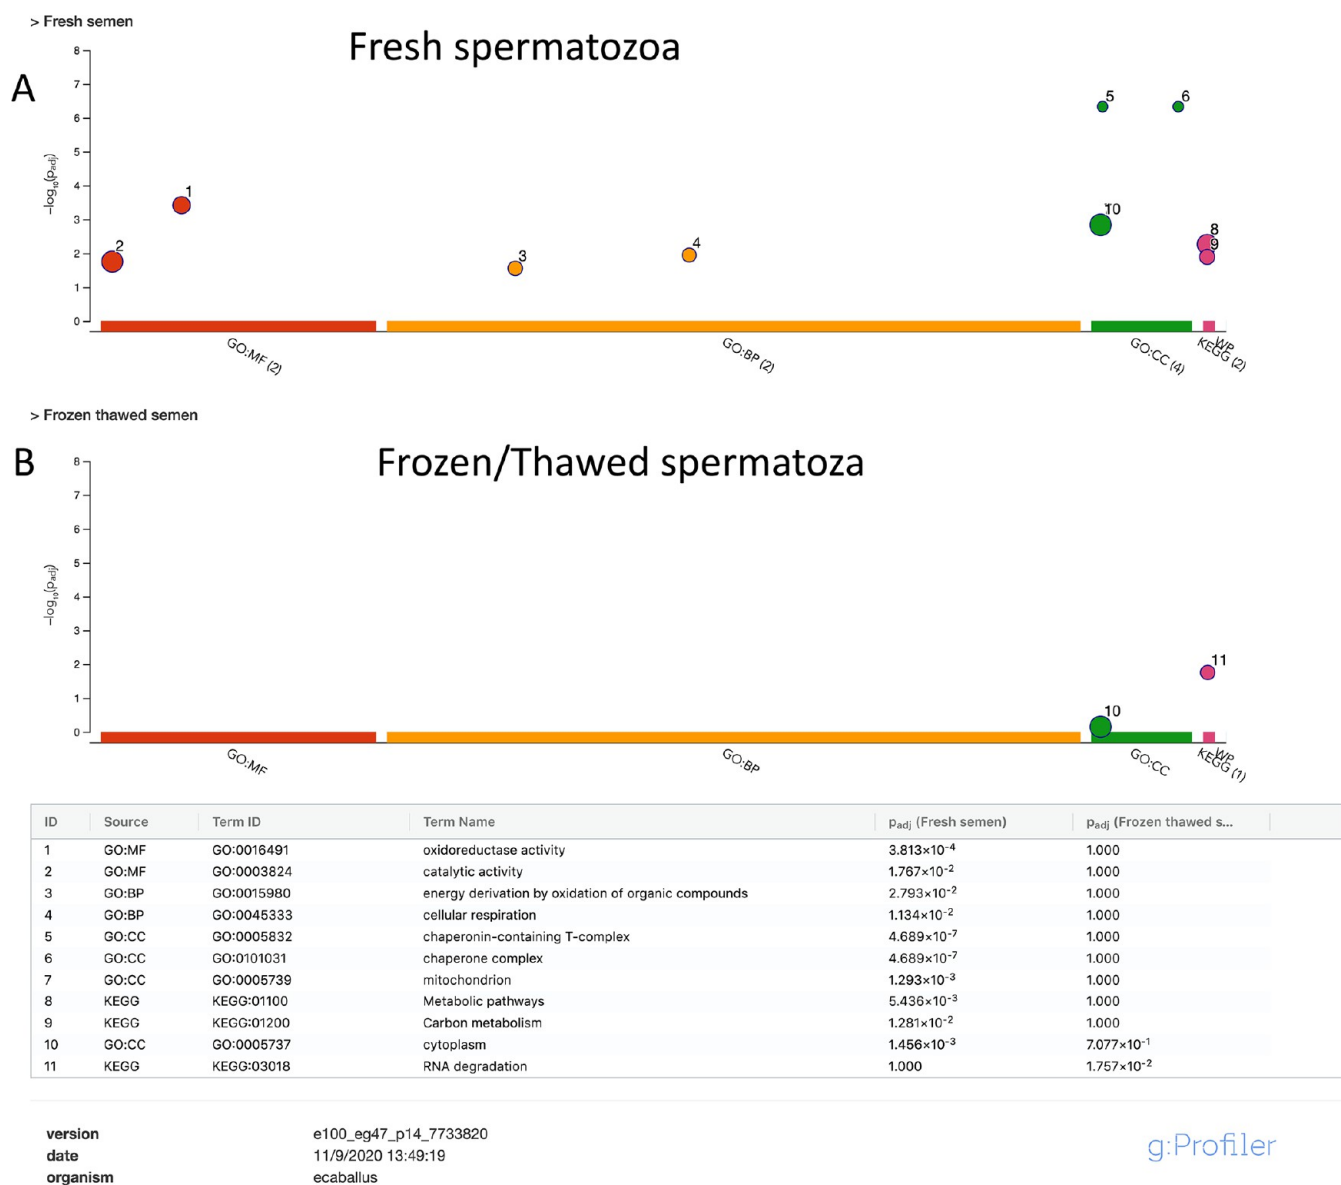 > Fresh semen
Fresh spermatozoa
A
8
7
6
5
4
3
2
1
0
-log10(padj)
1
2
3
4
5
6
10
8
9
GO:MF (2)
GO:BP (2)
GO:CC (4)
KEGG (2)
WP
> Frozen thawed semen
B
Frozen/Thawed spermatoza
8
7
6
5
4
3
2
1
0
-log10(padj)
10
11
GO:MF
GO:BP
GO:CC
KEGG (1)
WP
ID Source Term ID Term Name padj (Fresh semen) padj (Frozen thawed s...
1 GO:MF GO:0016491 oxidoreductase activity 3.813×10⁻⁴ 1.000
2 GO:MF GO:0003824 catalytic activity 1.767×10⁻² 1.000
3 GO:BP GO:0015980 energy derivation by oxidation of organic compounds 2.793×10⁻² 1.000
4 GO:BP GO:0045333 cellular respiration 1.134×10⁻² 1.000
5 GO:CC GO:0005832 chaperonin-containing T-complex 4.689×10⁻⁷ 1.000
6 GO:CC GO:0101031 chaperone complex 4.689×10⁻⁷ 1.000
7 GO:CC GO:0005739 mitochondrion 1.293×10⁻³ 1.000
8 KEGG KEGG:01100 Metabolic pathways 5.436×10⁻³ 1.000
9 KEGG KEGG:01200 Carbon metabolism 1.281×10⁻² 1.000
10 GO:CC GO:0005737 cytoplasm 1.456×10⁻³ 7.077×10⁻¹
11 KEGG KEGG:03018 RNA degradation 1.000 1.757×10⁻²
version e100_eg47_p14_7733820
date 11/9/2020 13:49:19
organism ecaballus
g:Profiler